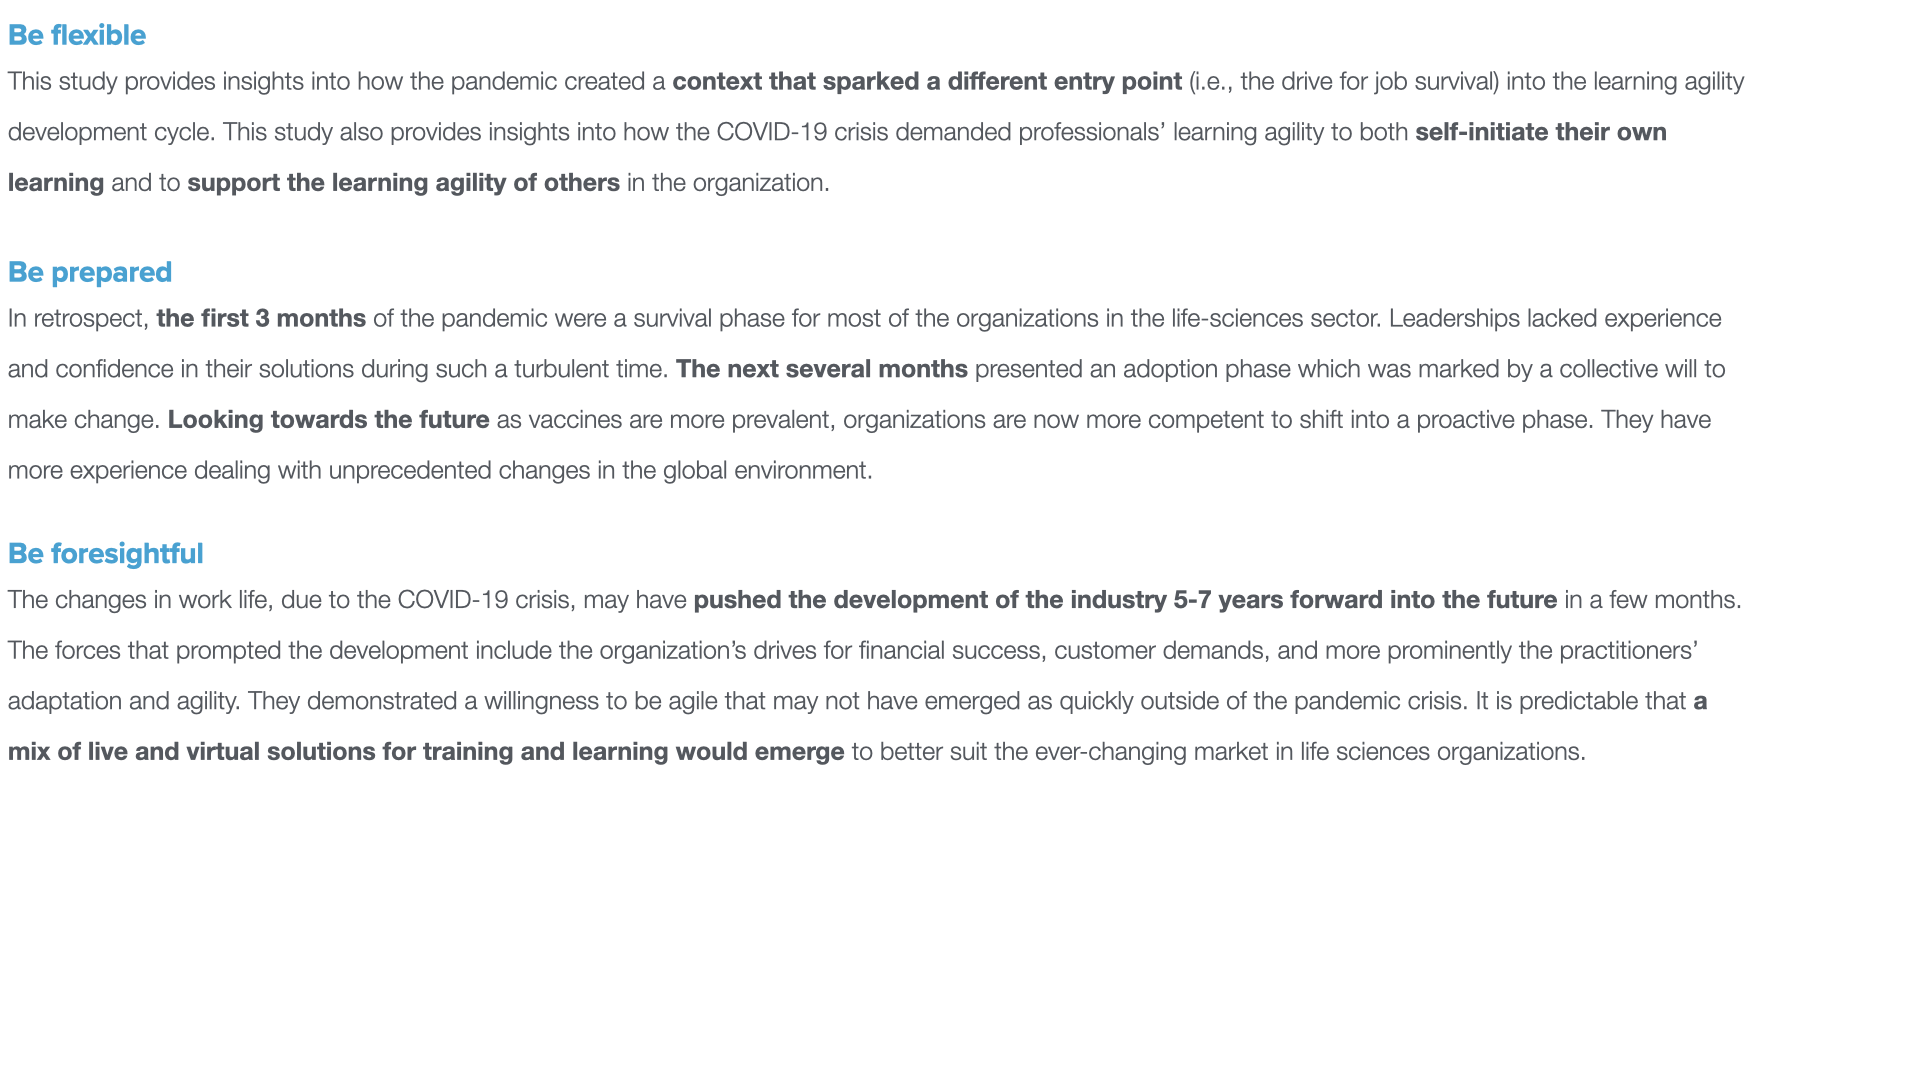 Be flexible
This study provides insights into how the pandemic created a context that sparked a different entry point (i.e., the drive for job survival) into the learning agility
development cycle. This study also provides insights into how the COVID-19 crisis demanded professionals’ learning agility to both self-initiate their own
learning and to support the learning agility of others in the organization.
Be prepared
In retrospect, the first 3 months of the pandemic were a survival phase for most of the organizations in the life-sciences sector. Leaderships lacked experience
and confidence in their solutions during such a turbulent time. The next several months presented an adoption phase which was marked by a collective will to
make change. Looking towards the future as vaccines are more prevalent, organizations are now more competent to shift into a proactive phase. They have
more experience dealing with unprecedented changes in the global environment.
Be foresightful
The changes in work life, due to the COVID-19 crisis, may have pushed the development of the industry 5-7 years forward into the future in a few months.
The forces that prompted the development include the organization’s drives for financial success, customer demands, and more prominently the practitioners’
adaptation and agility. They demonstrated a willingness to be agile that may not have emerged as quickly outside of the pandemic crisis. It is predictable that a
mix of live and virtual solutions for training and learning would emerge to better suit the ever-changing market in life sciences organizations.